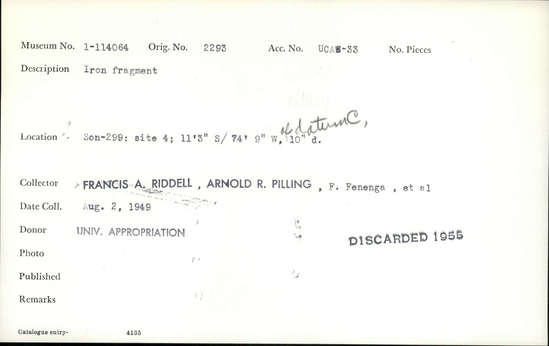 Museum No. 1-114064 Orig. No. 2293 Acc. No. UCAS-33 No. Pieces
Description Iron fragment
of datum C,
Location Son-299: site 4; 11'3" S/ 74' 9" W, 10" d.
Collector FRANCIS A. RIDDELL , ARNOLD R. PILLING , F. Fenenga , et al
Date Coll. Aug. 2, 1949
Donor UNIV. APPROPRIATION
DISCARDED 1955
Photo
Published
Remarks
Catalogue entry- 4135